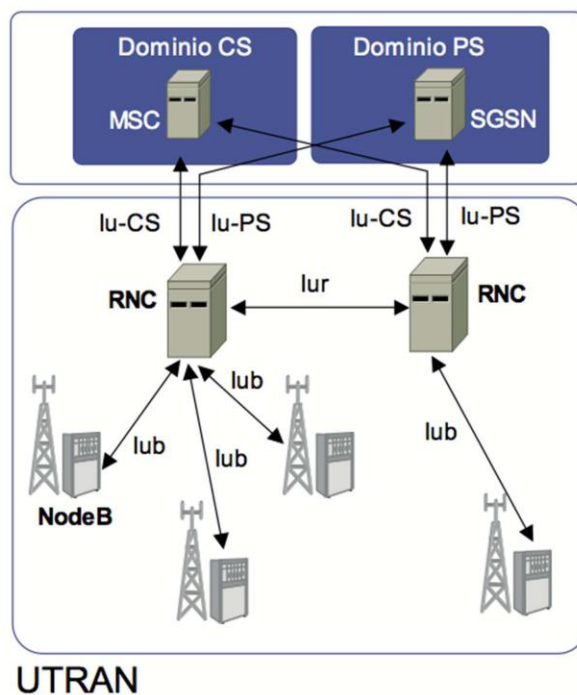 Dominio CS
Dominio PS
MSC
SGSN
Iu-CS
Iu-PS
Iu-CS
Iu-PS
RNC
Iur
RNC
Iub
Iub
Iub
Iub
NodeB
UTRAN